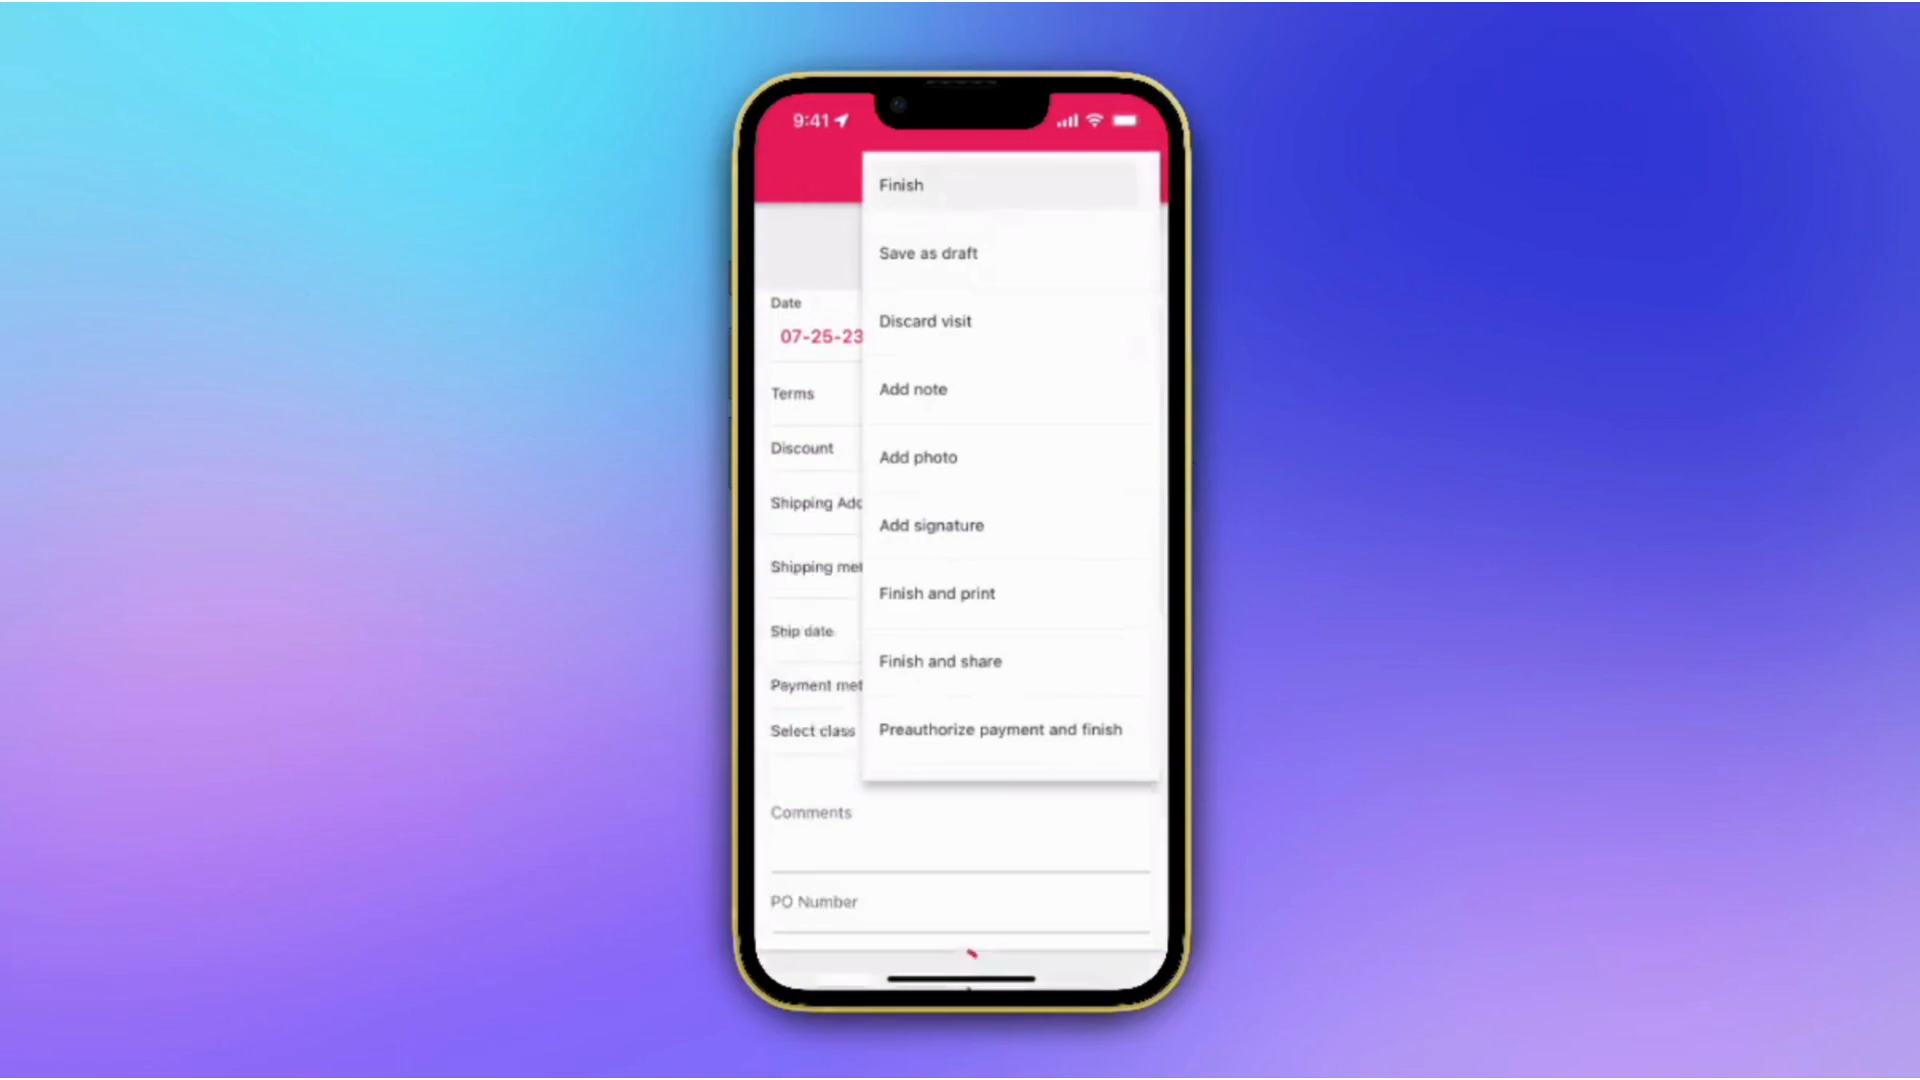 9:41
Finish
Save as draft
Discard visit
Date
07-25-23
Add note
Terms
Discount
Add photo
Shipping Add
Add signature
Shipping met
Finish and print
Ship date
Finish and share
Payment met
Select class
Preauthorize payment and finish
Comments
PO Number